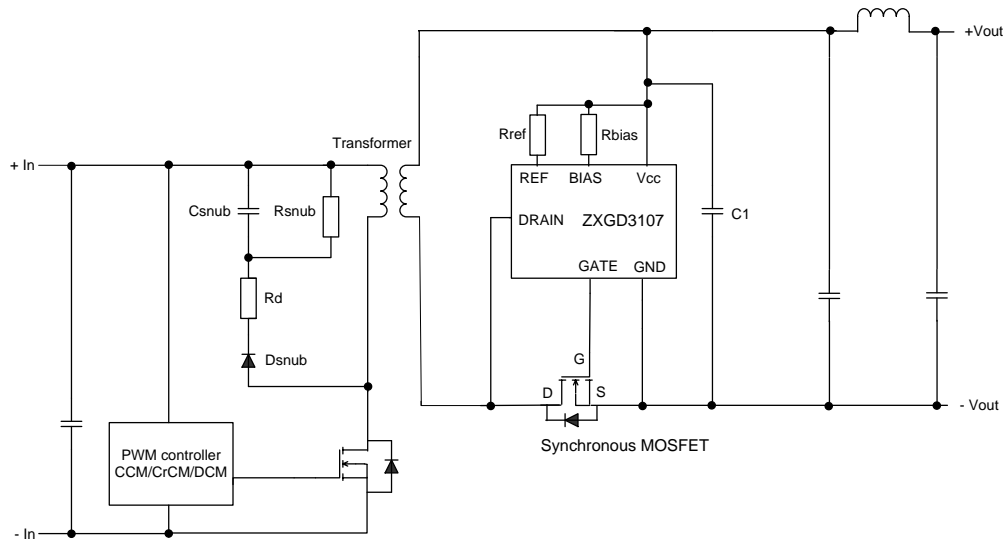 +Vout
Transformer
Rref
Rbias
+ In
REF
BIAS
Vcc
Csnub
Rsnub
DRAIN
ZXGD3107
C1
GATE
GND
Rd
Dsnub
G
D
S
- Vout
Synchronous MOSFET
PWM controller
CCM/CrCM/DCM
- In